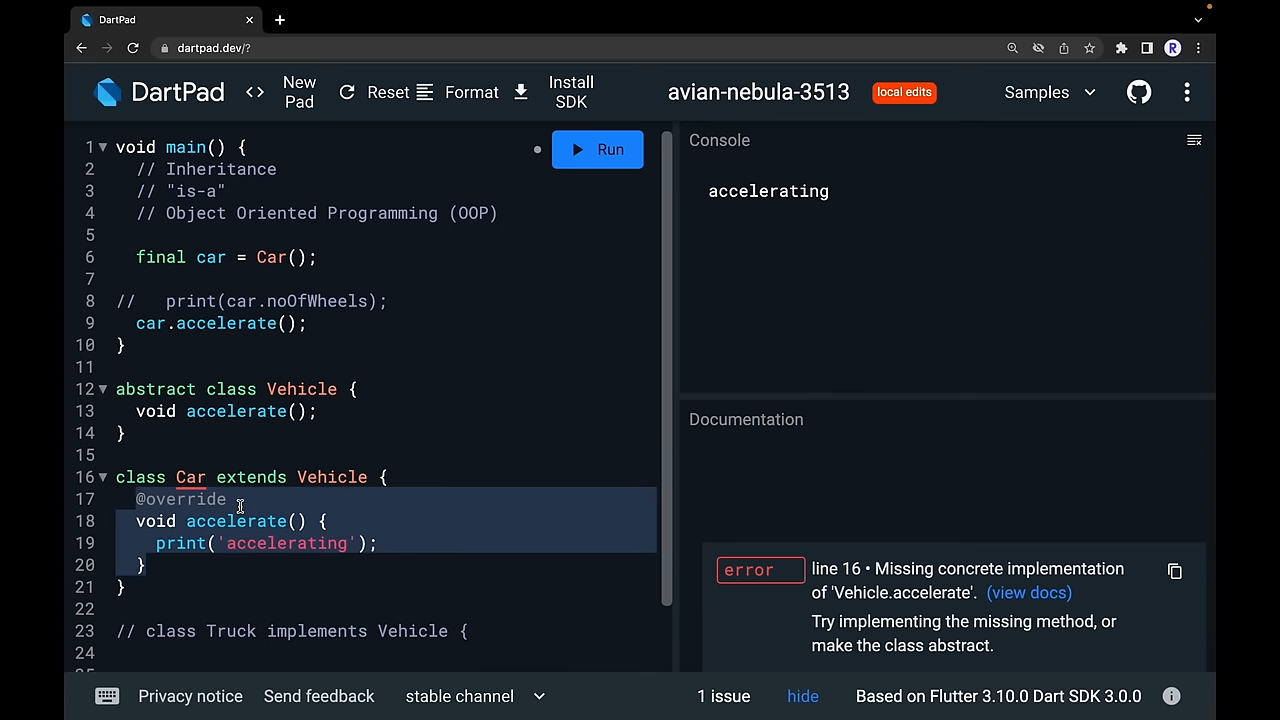 DartPad
dartpad.dev/?
R
DartPad
<> New Pad
Reset
Format
Install SDK
avian-nebula-3513
local edits
Samples
Run
1 void main() {
2 // Inheritance
3 // "is-a"
4 // Object Oriented Programming (OOP)
5
6 final car = Car();
7
8 // print(car.noOfWheels);
9 car.accelerate();
10 }
11
12 abstract class Vehicle {
13 void accelerate();
14 }
15
16 class Car extends Vehicle {
17 @override
18 void accelerate() {
19 print('accelerating');
20 }
21 }
22
23 // class Truck implements Vehicle {
24
Console
accelerating
Documentation
error
line 16 • Missing concrete implementation
of 'Vehicle.accelerate'. (view docs)
Try implementing the missing method, or
make the class abstract.
Privacy notice
Send feedback
stable channel
1 issue
hide
Based on Flutter 3.10.0 Dart SDK 3.0.0